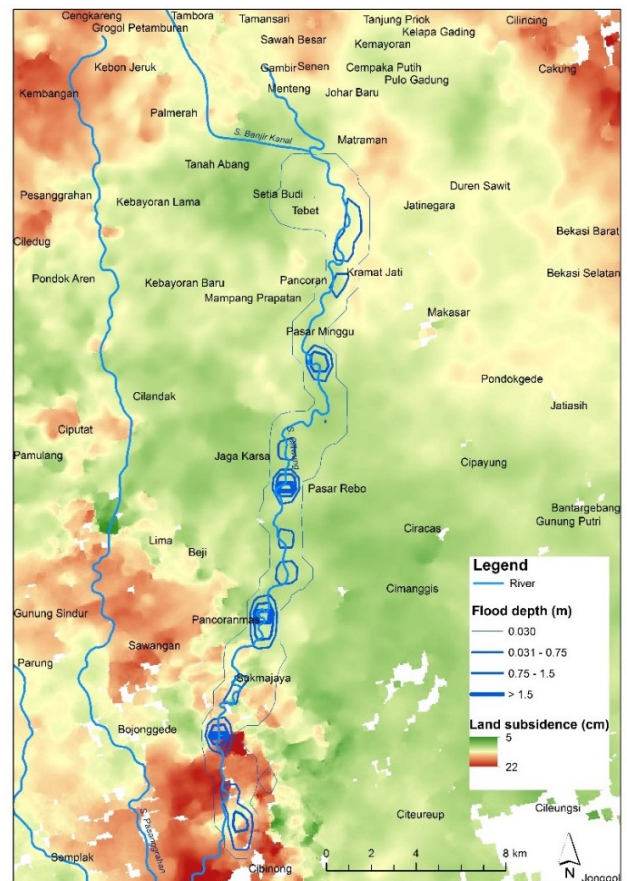 Cengkareng
Tambora
Tamansari
Tanjung Priok
Cilincing
Grogol Petamburan
Kelapa Gading
Sawah Besar
Kemayoran
Kebon Jeruk
Gambir
Senen
Cempaka Putih
Cakung
Pulo Gadung
Kembangan
Menteng
Johar Baru
Palmerah
S. Banjir Kanal
Matraman
Tanah Abang
Duren Sawit
Pesanggrahan
Kebayoran Lama
Setia Budi
Tebet
Jatinegara
Bekasi Barat
Ciledug
Pondok Aren
Kebayoran Baru
Pancoran
Kramat Jati
Bekasi Selatan
Mampang Prapatan
Makasar
Pasar Minggu
Pondokgede
Cilandak
Jatiasih
Ciputat
Pamulang
Jaga Karsa
Cipayung
Pasar Rebo
Bantargebang
Gunung Putri
Ciracas
Lima
Beji
Cimanggis
Gunung Sindur
Pancoranmas
Sawangan
Parung
Sukmajaya
Bojonggede
S. Pasanggrahan
Citeureup
Cileungsi
Semplak
Cibinong
Jonggol
Legend
River
Flood depth (m)
0.030
0.031 - 0.75
0.75 - 1.5
> 1.5
Land subsidence (cm)
5
22
0 2 4 8 km
N